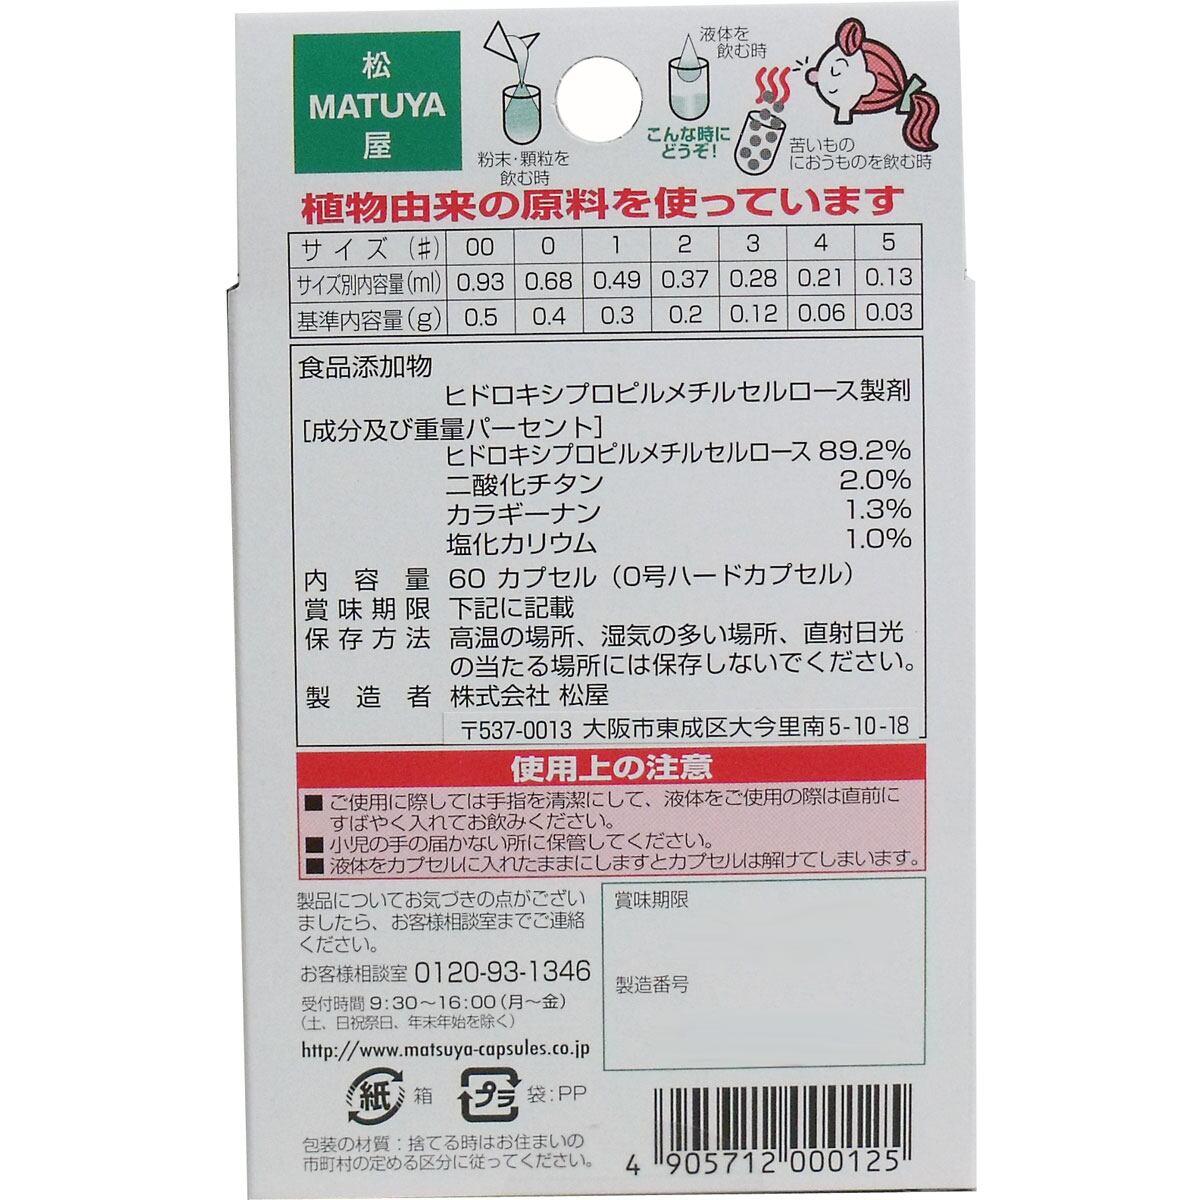 松
MATUYA
屋
粉末・顆粒を
飲む時
液体を
飲む時
こんな時に
どうぞ!
苦いもの
におうものを飲む時
植物由来の原料を使っています
サイズ (♯) 00 0 1 2 3 4 5
サイズ別内容量(ml) 0.93 0.68 0.49 0.37 0.28 0.21 0.13
基準内容量(g) 0.5 0.4 0.3 0.2 0.12 0.06 0.03
食品添加物
ヒドロキシプロピルメチルセルロース製剤
[成分及び重量パーセント]
ヒドロキシプロピルメチルセルロース 89.2%
二酸化チタン 2.0%
カラギーナン 1.3%
塩化カリウム 1.0%
内容量 60 カプセル (0号ハードカプセル)
賞味期限 下記に記載
保存方法 高温の場所、湿気の多い場所、直射日光
の当たる場所には保存しないでください。
製造者 株式会社 松屋
〒537-0013 大阪市東成区大今里南5-10-18
使用上の注意
■ ご使用に際しては手指を清潔にして、液体をご使用の際は直前に
すばやく入れてお飲みください。
■ 小児の手の届かない所に保管してください。
■ 液体をカプセルに入れたままにしますとカプセルは解けてしまいます。
製品についてお気づきの点がござい
ましたら、お客様相談室までご連絡
ください。
お客様相談室 0120-93-1346
受付時間 9:30〜16:00(月〜金)
(土、日祝祭日、年末年始を除く)
http://www.matsuya-capsules.co.jp
賞味期限
製造番号
紙 箱 プラ 袋:PP
包装の材質:捨てる時はお住まいの
市町村の定める区分に従ってください。
4 905712 000125